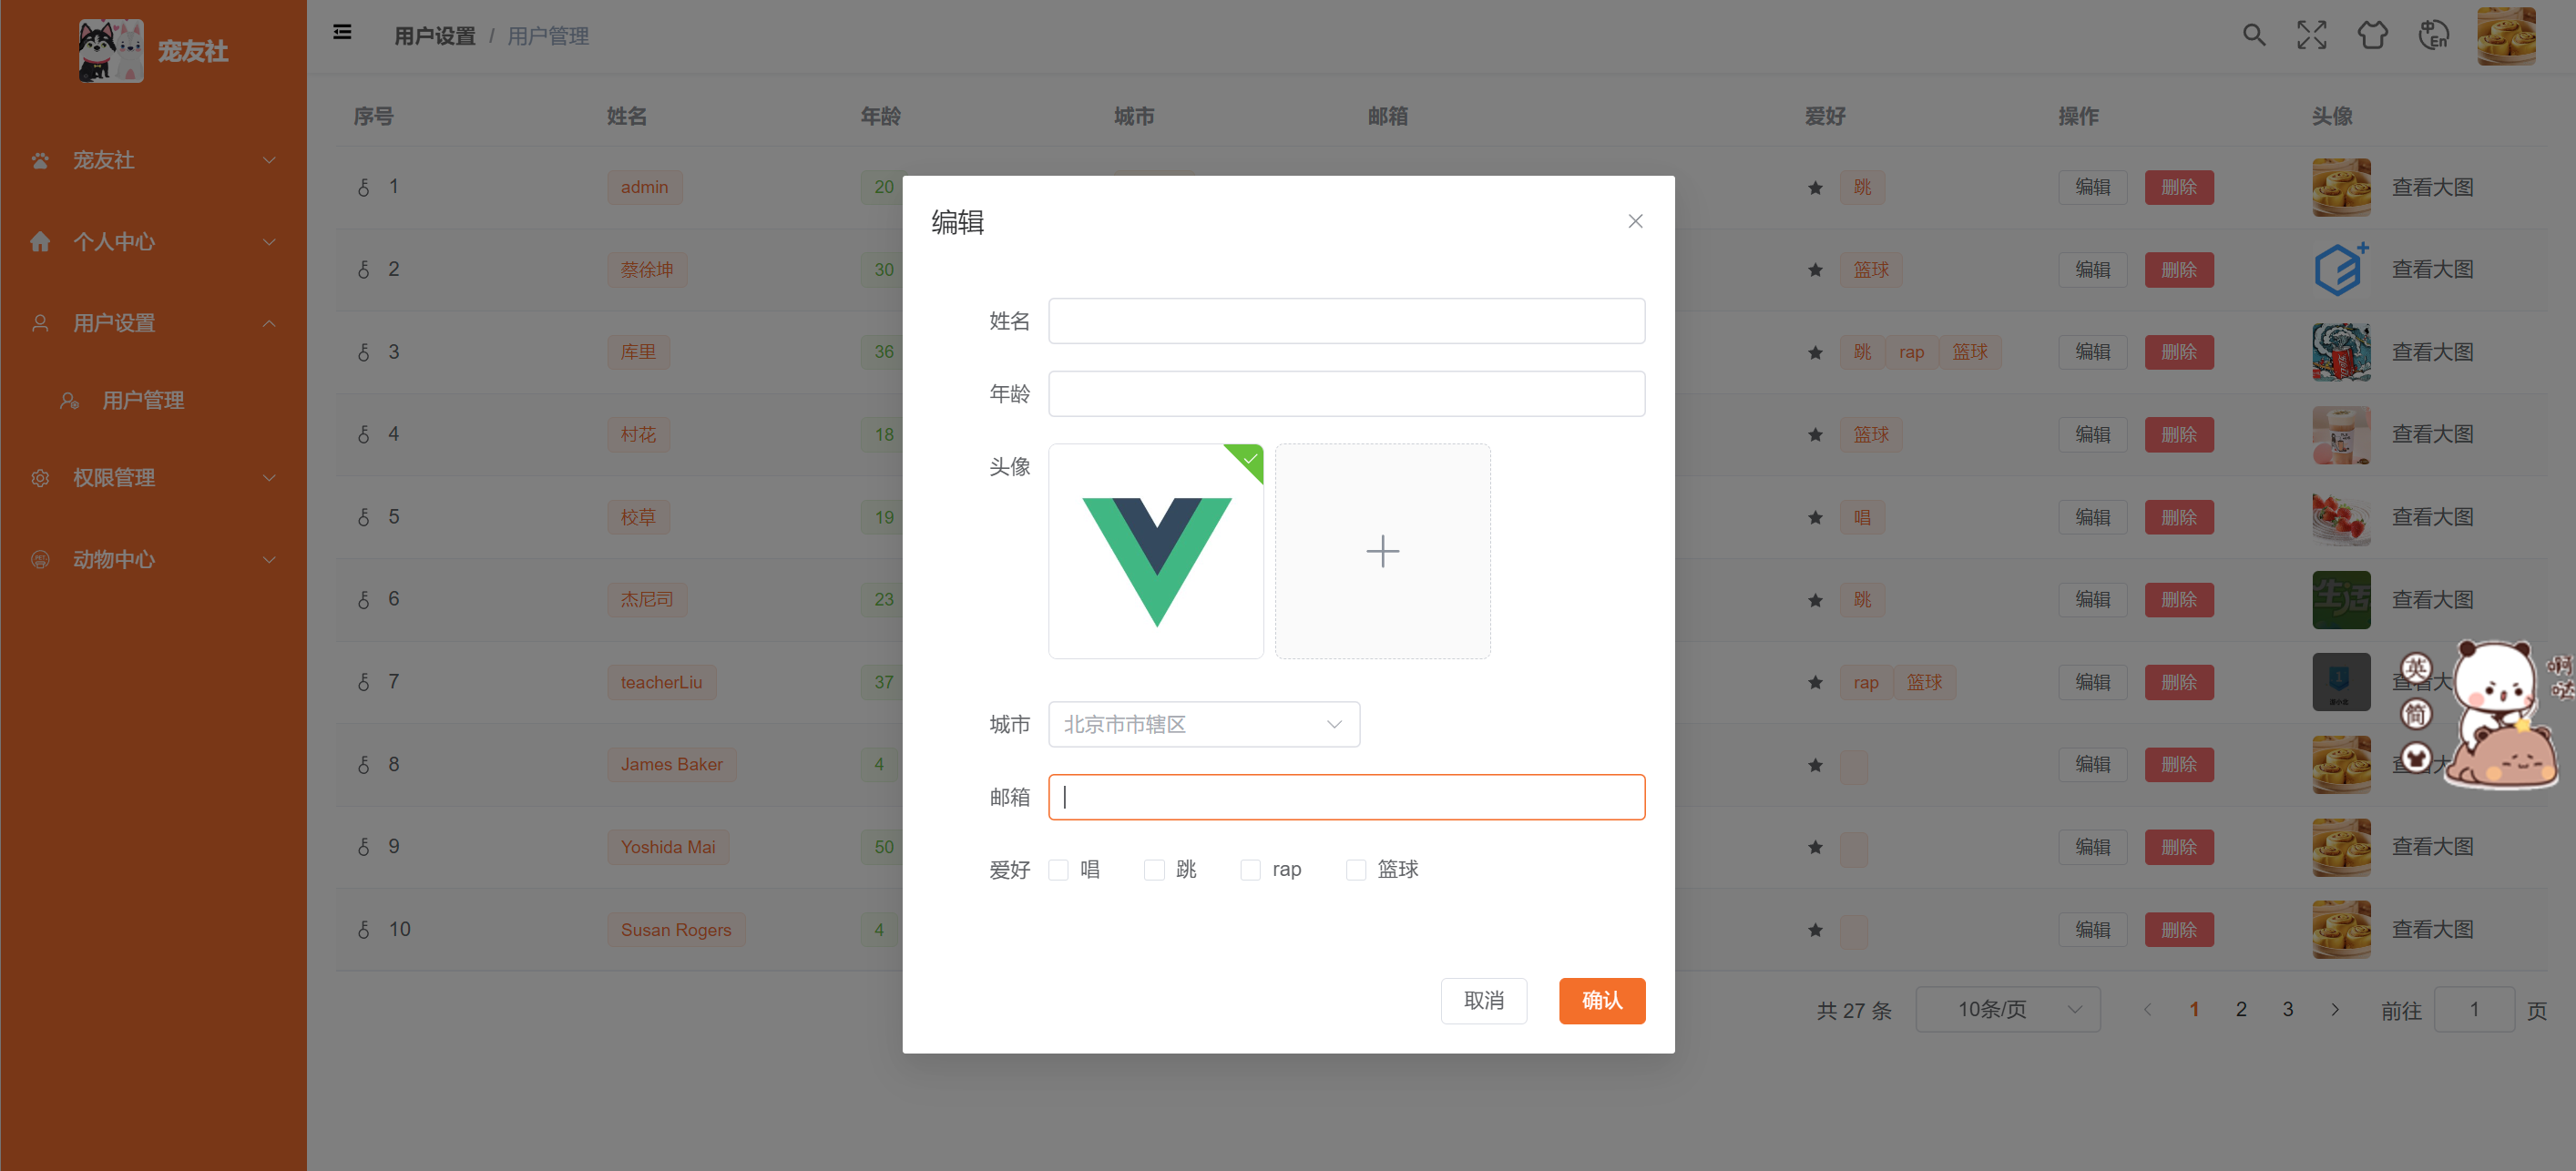 宠友社
用户设置 / 用户管理
En
宠友社
个人中心
用户设置
用户管理
权限管理
动物中心
序号 姓名 年龄 城市 邮箱 爱好 操作 头像
1 admin 20 跳 编辑 删除 查看大图
2 蔡徐坤 30 篮球 编辑 删除 查看大图
3 库里 36 跳 rap 篮球 编辑 删除 查看大图
4 村花 18 篮球 编辑 删除 查看大图
5 校草 19 唱 编辑 删除 查看大图
6 杰尼司 23 跳 编辑 删除 生活 查看大图
7 teacherLiu 37 rap 篮球 编辑 删除
8 James Baker 4 编辑 删除
9 Yoshida Mai 50 编辑 删除 查看大图
10 Susan Rogers 4 编辑 删除 查看大图
共 27 条 10条/页 1 2 3 前往 1 页
编辑
姓名
年龄
头像
城市 北京市市辖区
邮箱
爱好 唱 跳 rap 篮球
取消 确认
英
简
啊
哒